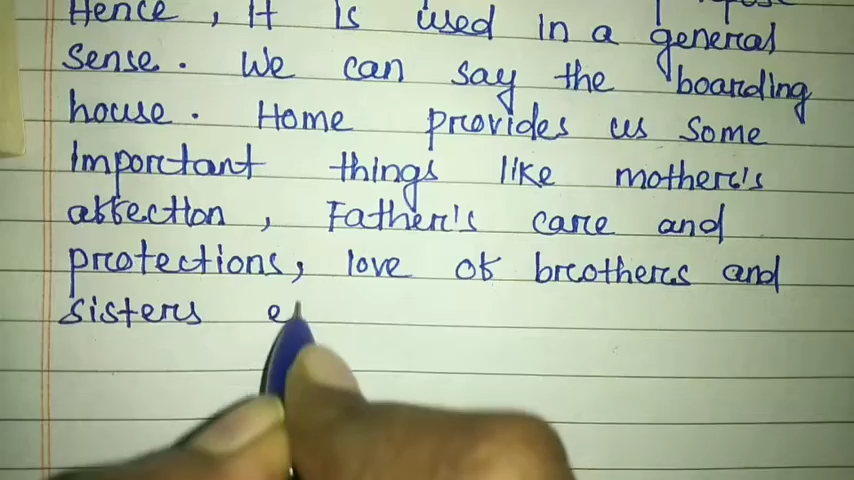 Hence, It is used in a general
sense. We can say the boarding
house. Home provides us some
Important things like mother's
affection, Father's care and
protections, love of brothers and
sisters e